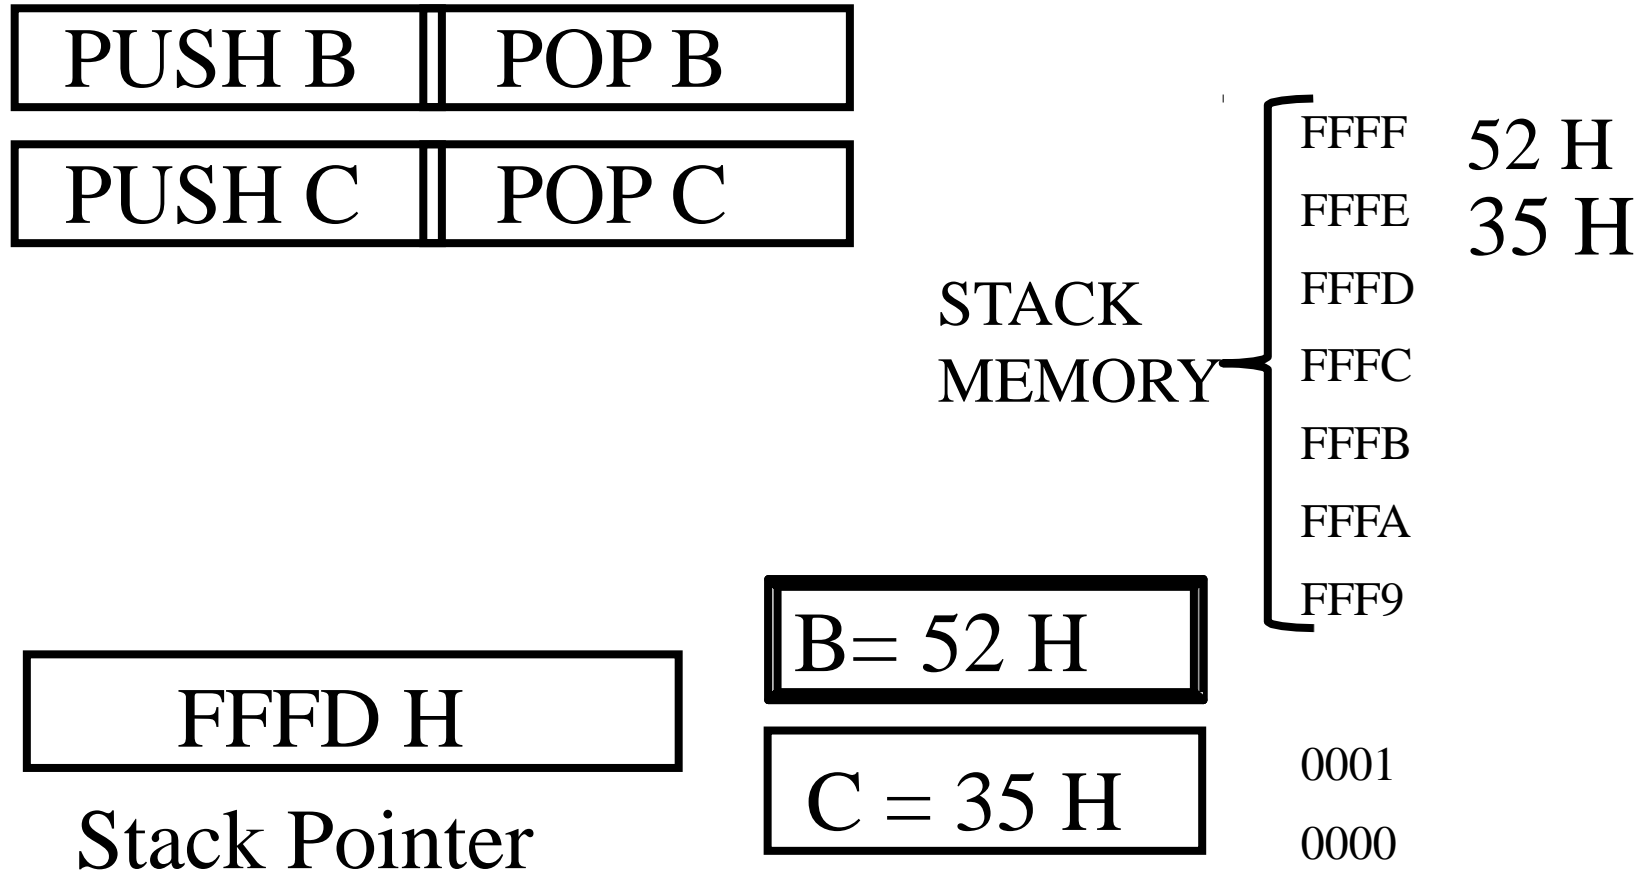 PUSH B POP B
PUSH C POP C
FFFF 52 H
FFFE 35 H
FFFD
STACK
MEMORY
FFFC
FFFB
FFFA
FFF9
B= 52 H
FFFD H
C = 35 H
Stack Pointer
0001
0000